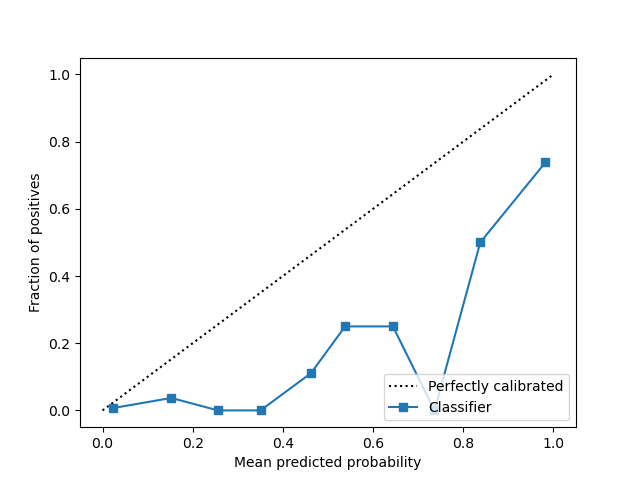 1.0
0.8
0.6
0.4
0.2
0.0
Fraction of positives
Perfectly calibrated
Classifier
0.0 0.2 0.4 0.6 0.8 1.0
Mean predicted probability